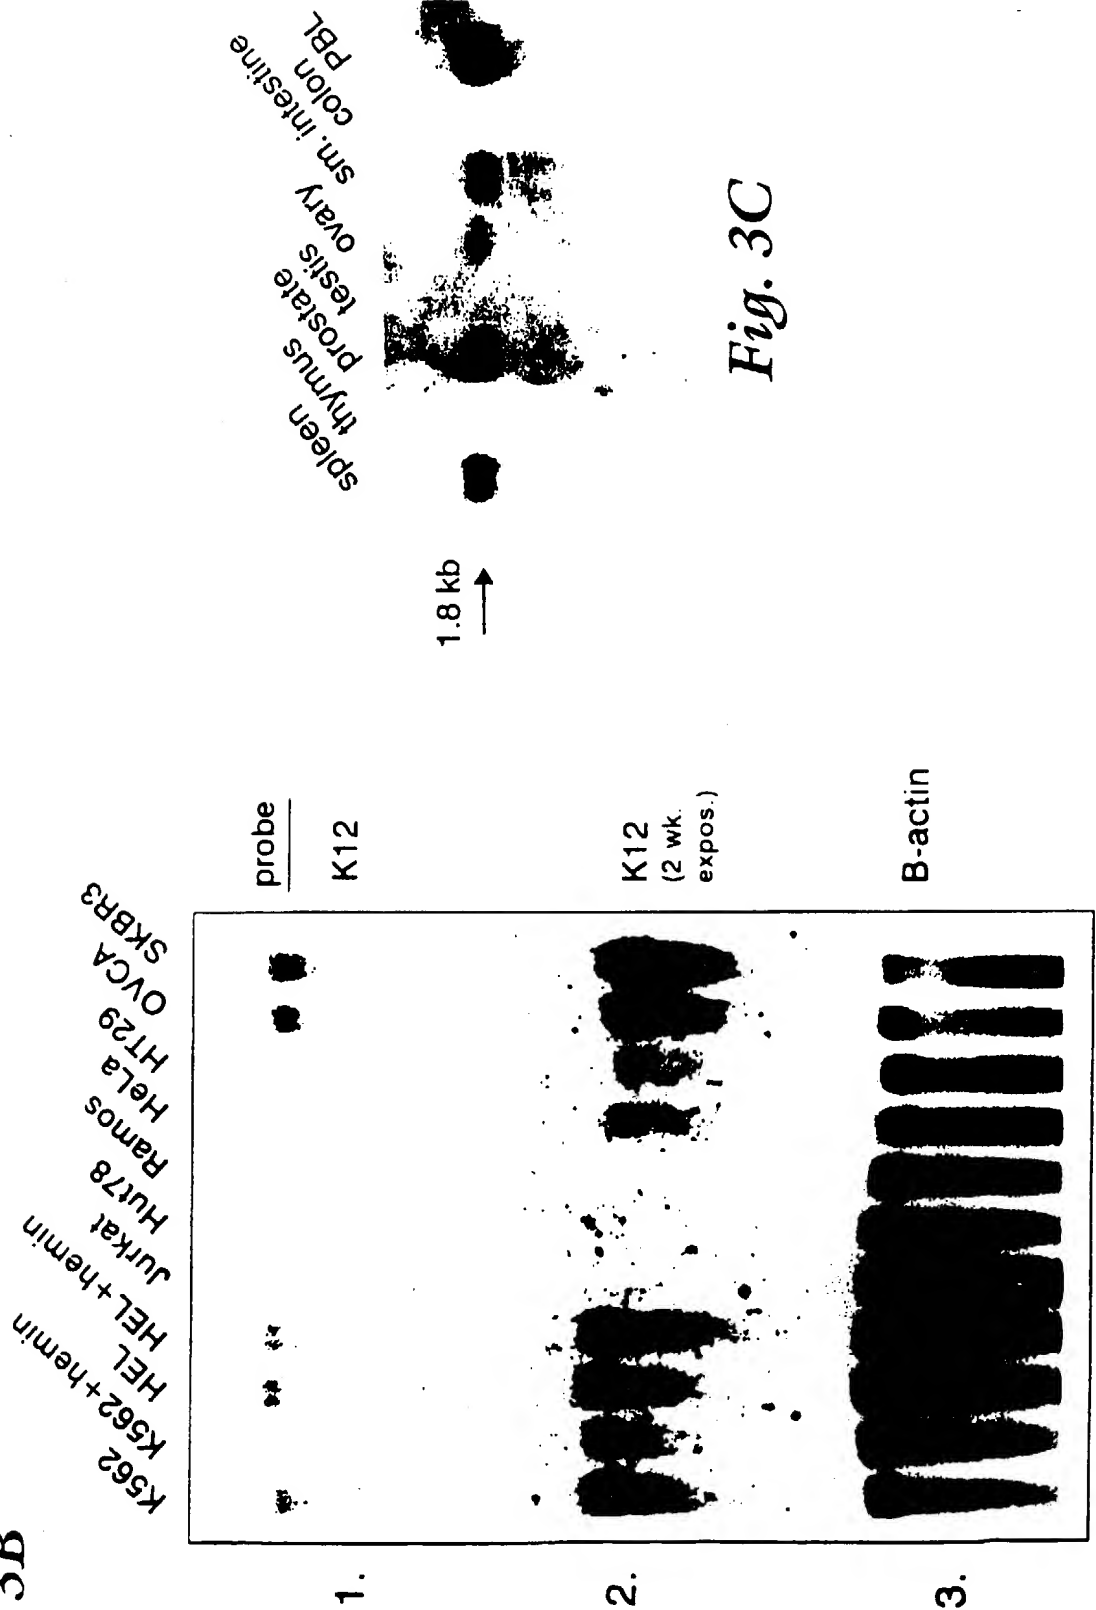 3B
K562
K562+hemin
HEL
HEL+hemin
Jurkat
Hut78
Ramos
HeLa
HT29
OVCA
SKBR3
probe
1.
K12
2.
K12
(2 wk.
expos.)
3.
B-actin
spleen
thymus
prostate
testis
ovary
sm. intestine
colon
PBL
1.8 kb
Fig. 3C